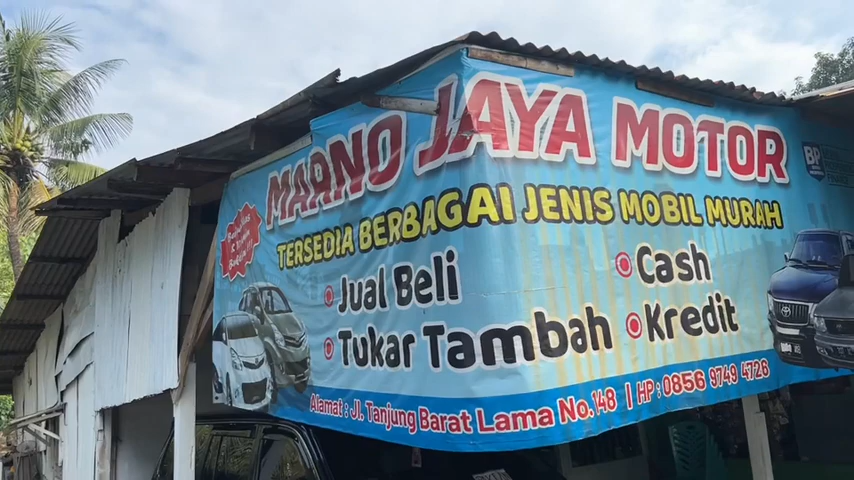 MARNO JAYA MOTOR
TERSEDIA BERBAGAI JENIS MOBIL MURAH
Jual Beli
Tukar Tambah
Cash
Kredit
Alamat : Jl. Tanjung Barat Lama No.148 | HP : 0856 9749 4726
BP